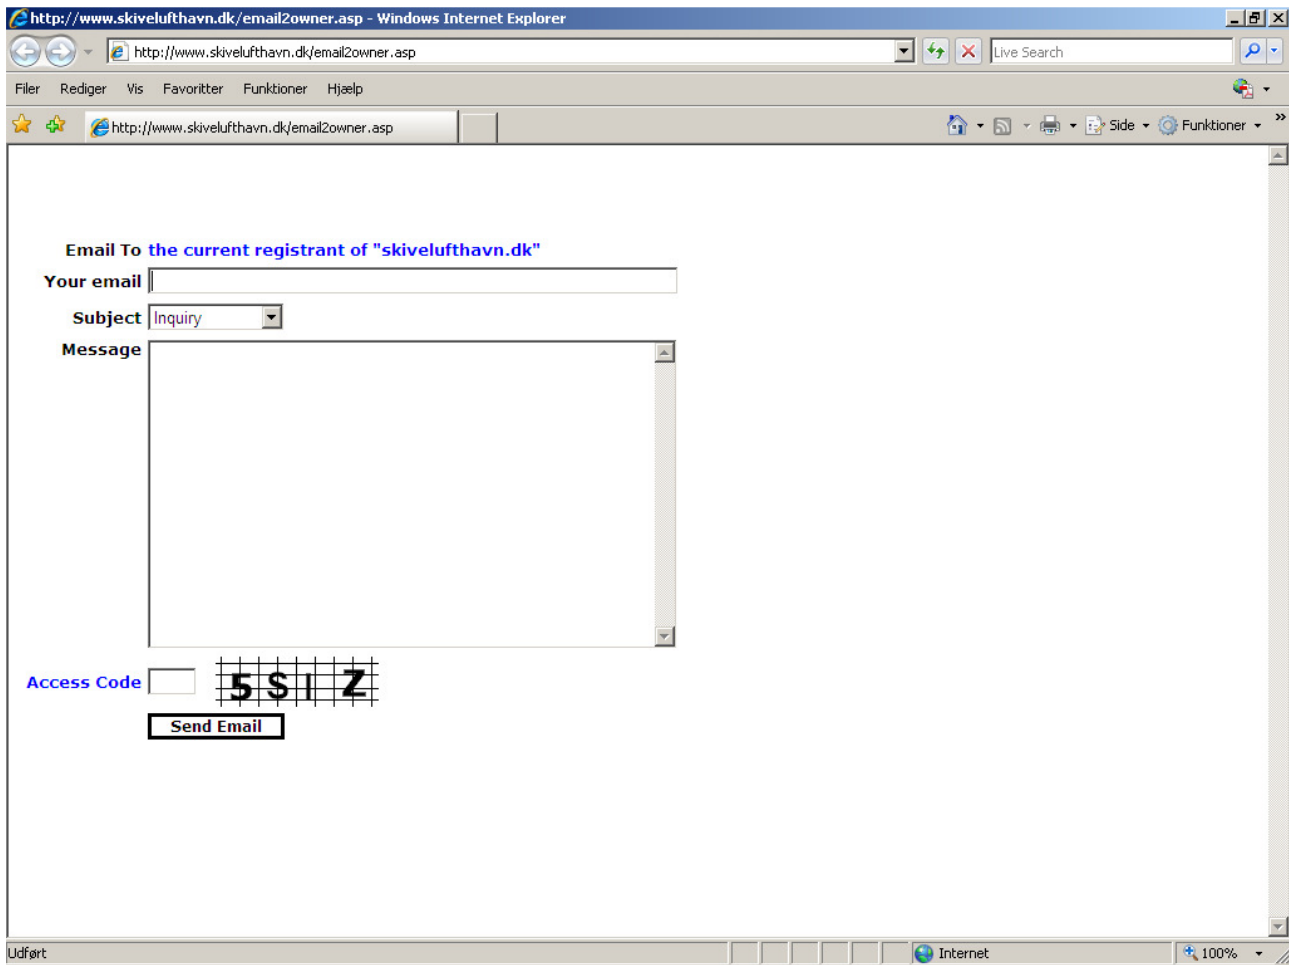 http://www.skivelufthavn.dk/email2owner.asp - Windows Internet Explorer
http://www.skivelufthavn.dk/email2owner.asp
Live Search
Filer Rediger Vis Favoritter Funktioner Hjælp
http://www.skivelufthavn.dk/email2owner.asp
Side Funktioner »
Email To the current registrant of "skivelufthavn.dk"
Your email
Subject Inquiry
Message
Access Code 5 S I Z
Send Email
Udført Internet 100%